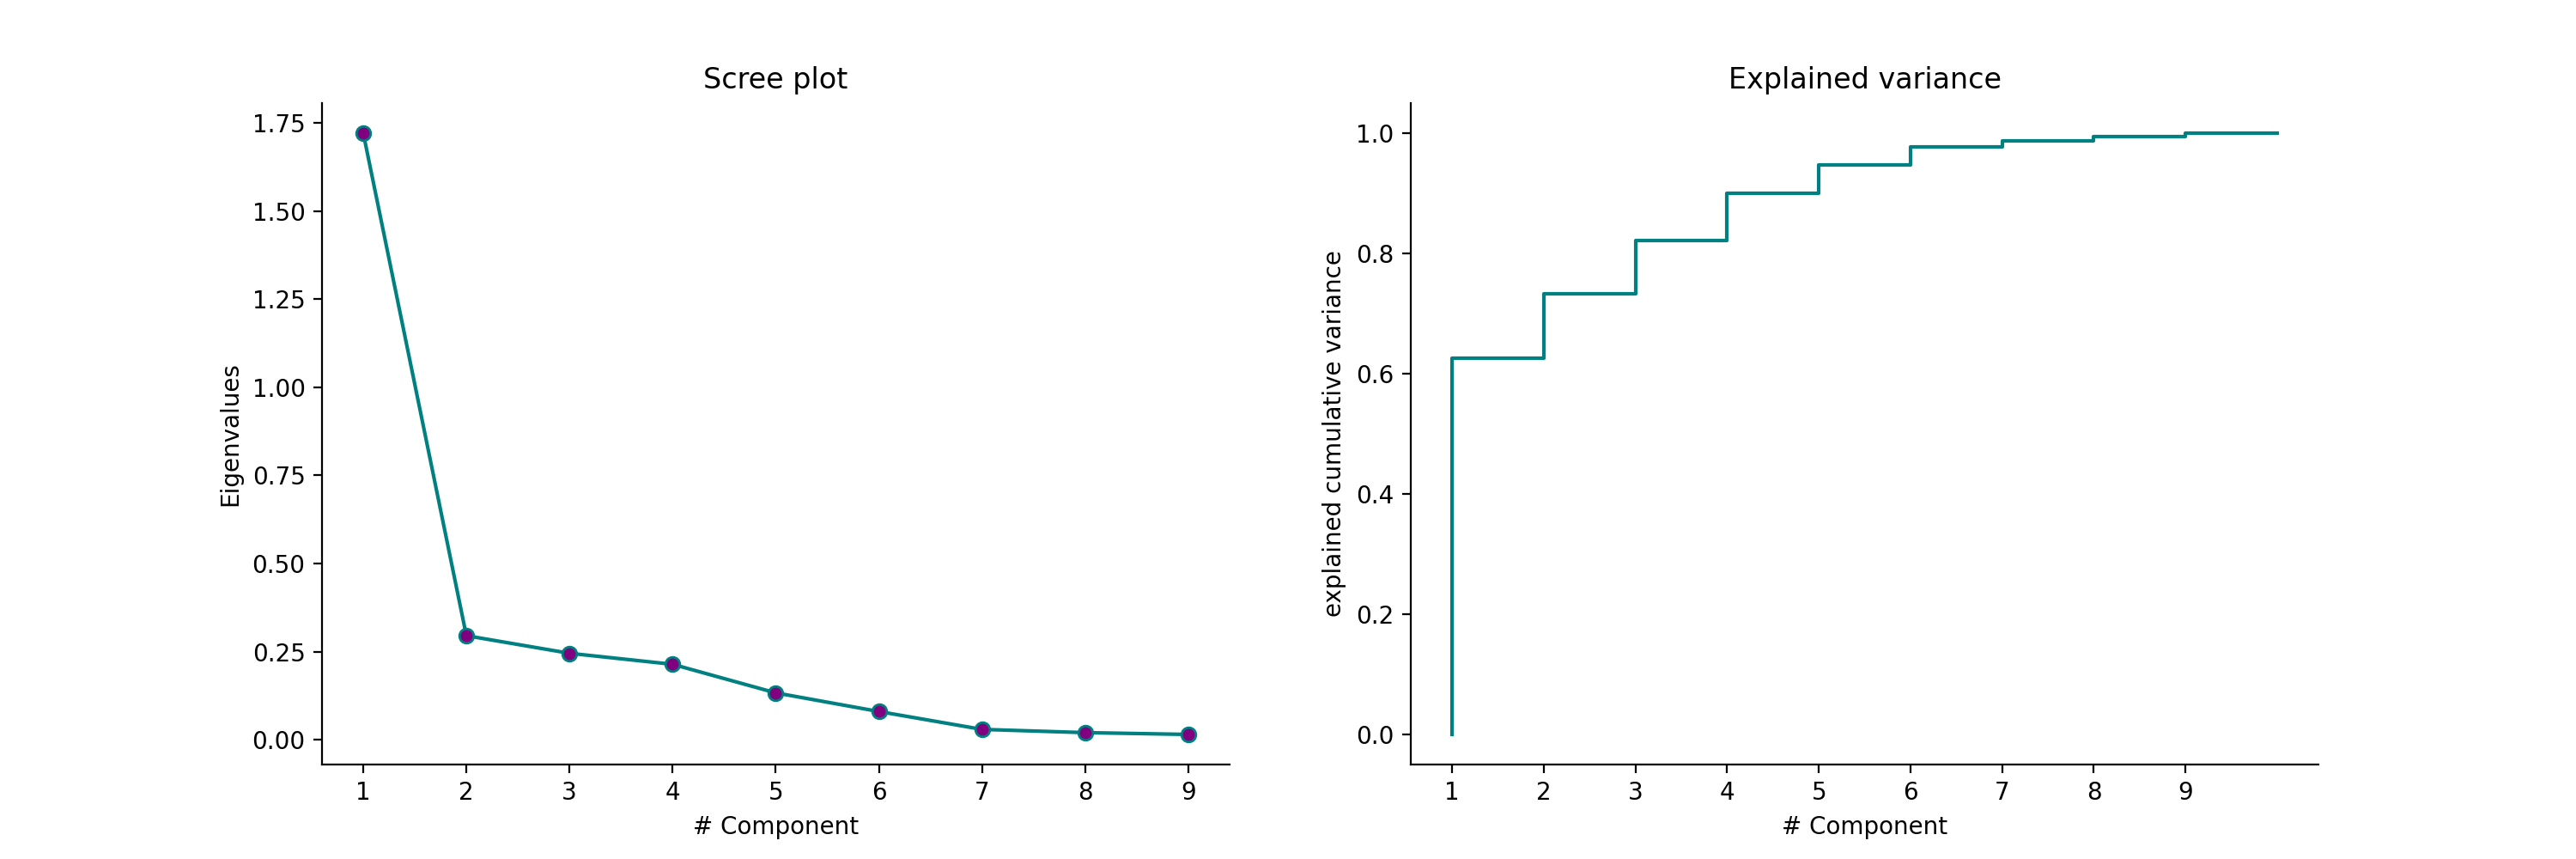 Scree plot
Eigenvalues
1.75
1.50
1.25
1.00
0.75
0.50
0.25
0.00
1 2 3 4 5 6 7 8 9
# Component
Explained variance
explained cumulative variance
1.0
0.8
0.6
0.4
0.2
0.0
1 2 3 4 5 6 7 8 9
# Component